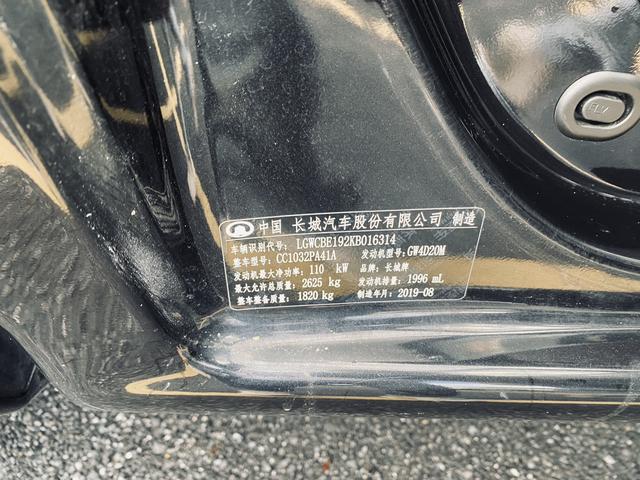 中国 长城汽车股份有限公司 制造
车辆识别代号: LGWCBE192KB016314
整车型号: CC1032PA41A 发动机型号: GW4D20M
发动机最大净功率: 110 kW 品牌: 长城牌
最大允许总质量: 2625 kg 发动机排量: 1996 mL
整车整备质量: 1820 kg 制造年月: 2019-08